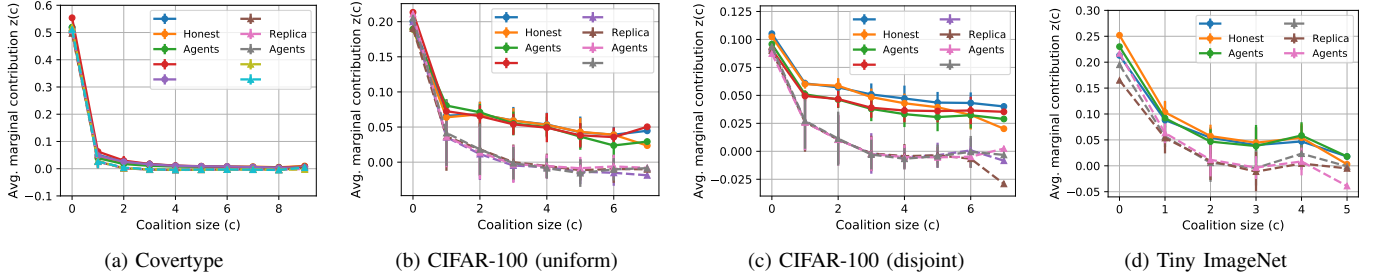 Avg. marginal contribution z(c)
0.6
0.5
0.4
0.3
0.2
0.1
0.0
−0.1
Honest
Agents
Replica
Agents
0 2 4 6 8
Coalition size (c)
(a) Covertype
Avg. marginal contribution z(c)
0.20
0.15
0.10
0.05
0.00
Honest
Agents
Replica
Agents
0 2 4 6
Coalition size (c)
(b) CIFAR-100 (uniform)
Avg. marginal contribution z(c)
0.125
0.100
0.075
0.050
0.025
0.000
−0.025
Honest
Agents
Replica
Agents
0 1 2 3 4 5 6 7
Coalition size (c)
(c) CIFAR-100 (disjoint)
Avg. marginal contribution z(c)
0.30
0.25
0.20
0.15
0.10
0.05
0.00
−0.05
Honest
Agents
Replica
Agents
0 1 2 3 4 5
Coalition size (c)
(d) Tiny ImageNet